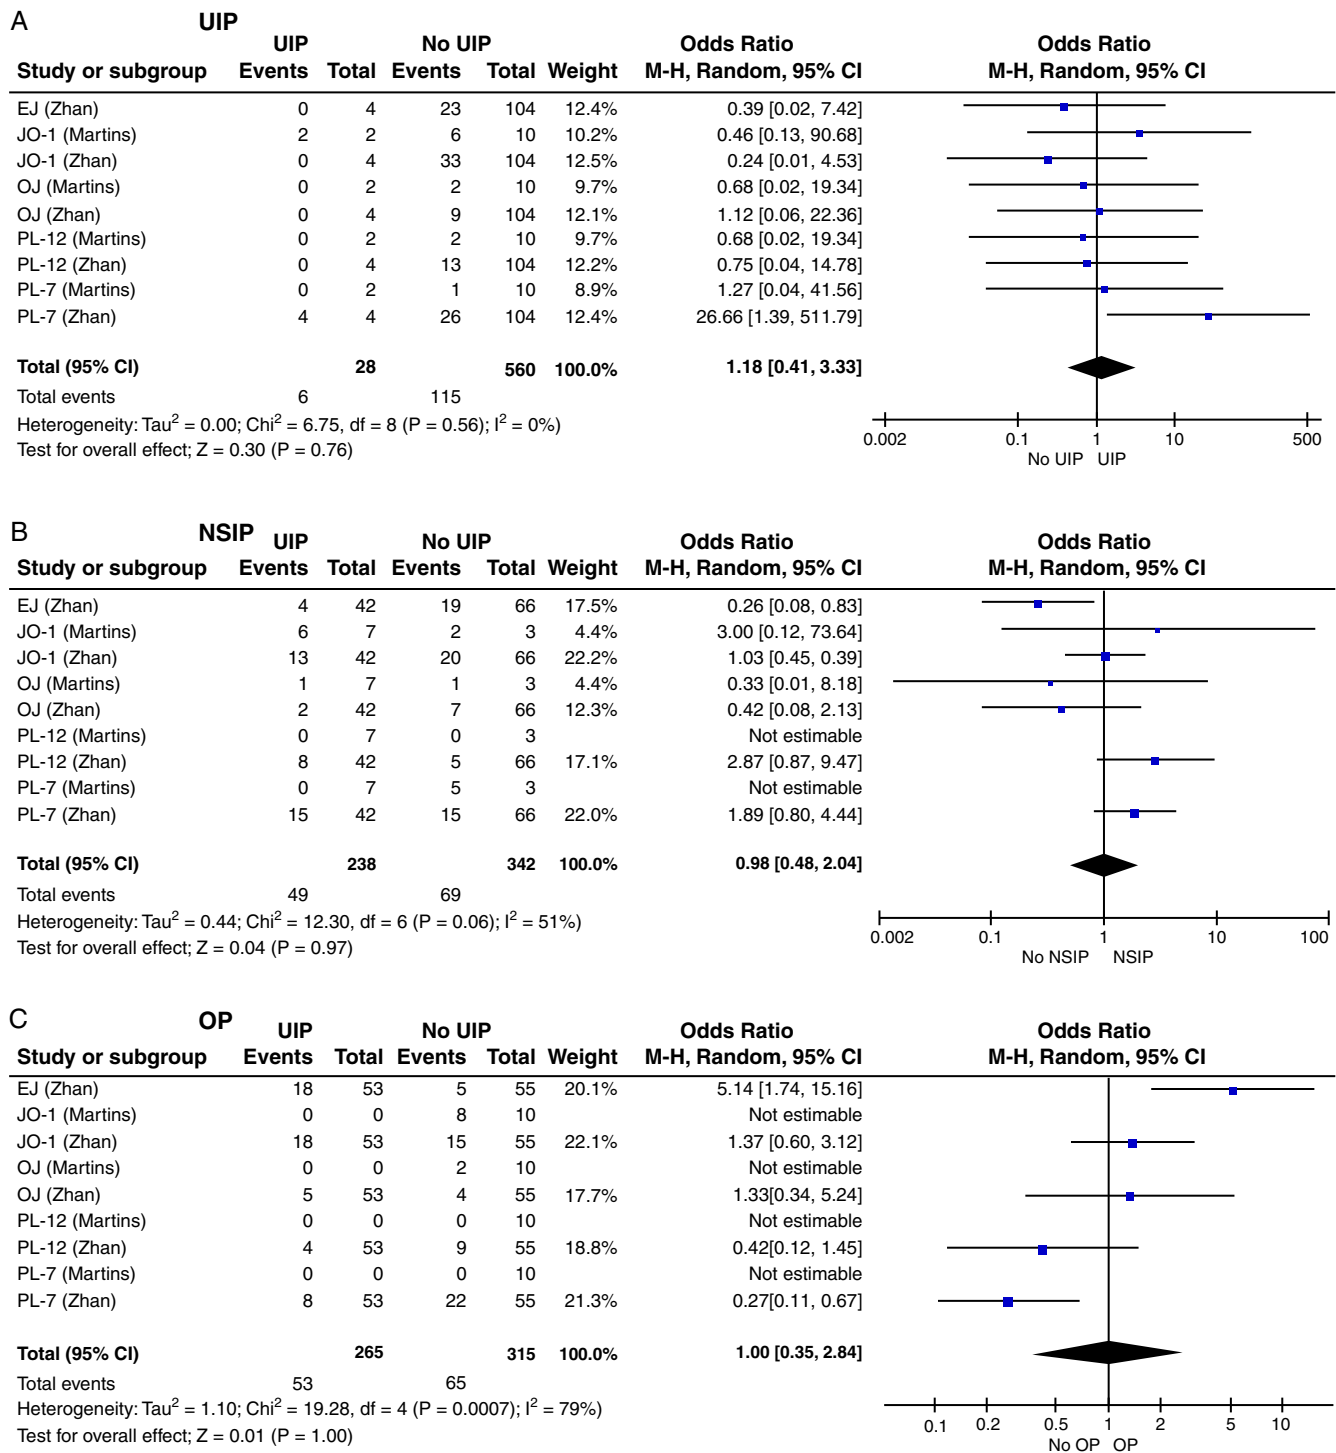 A
UIP
UIP No UIP Odds Ratio Odds Ratio
Study or subgroup Events Total Events Total Weight M-H, Random, 95% CI M-H, Random, 95% CI
EJ (Zhan) 0 4 23 104 12.4% 0.39 [0.02, 7.42]
JO-1 (Martins) 2 2 6 10 10.2% 0.46 [0.13, 90.68]
JO-1 (Zhan) 0 4 33 104 12.5% 0.24 [0.01, 4.53]
OJ (Martins) 0 2 2 10 9.7% 0.68 [0.02, 19.34]
OJ (Zhan) 0 4 9 104 12.1% 1.12 [0.06, 22.36]
PL-12 (Martins) 0 2 2 10 9.7% 0.68 [0.02, 19.34]
PL-12 (Zhan) 0 4 13 104 12.2% 0.75 [0.04, 14.78]
PL-7 (Martins) 0 2 1 10 8.9% 1.27 [0.04, 41.56]
PL-7 (Zhan) 4 4 26 104 12.4% 26.66 [1.39, 511.79]
Total (95% CI) 28 560 100.0% 1.18 [0.41, 3.33]
Total events 6 115
Heterogeneity: Tau² = 0.00; Chi² = 6.75, df = 8 (P = 0.56); I² = 0%)
Test for overall effect; Z = 0.30 (P = 0.76)
0.002 0.1 1 10 500
No UIP UIP
B
NSIP
UIP No UIP Odds Ratio Odds Ratio
Study or subgroup Events Total Events Total Weight M-H, Random, 95% CI M-H, Random, 95% CI
EJ (Zhan) 4 42 19 66 17.5% 0.26 [0.08, 0.83]
JO-1 (Martins) 6 7 2 3 4.4% 3.00 [0.12, 73.64]
JO-1 (Zhan) 13 42 20 66 22.2% 1.03 [0.45, 0.39]
OJ (Martins) 1 7 1 3 4.4% 0.33 [0.01, 8.18]
OJ (Zhan) 2 42 7 66 12.3% 0.42 [0.08, 2.13]
PL-12 (Martins) 0 7 0 3 Not estimable
PL-12 (Zhan) 8 42 5 66 17.1% 2.87 [0.87, 9.47]
PL-7 (Martins) 0 7 5 3 Not estimable
PL-7 (Zhan) 15 42 15 66 22.0% 1.89 [0.80, 4.44]
Total (95% CI) 238 342 100.0% 0.98 [0.48, 2.04]
Total events 49 69
Heterogeneity: Tau² = 0.44; Chi² = 12.30, df = 6 (P = 0.06); I² = 51%)
Test for overall effect; Z = 0.04 (P = 0.97)
0.002 0.1 1 10 100
No NSIP NSIP
C
OP
UIP No UIP Odds Ratio Odds Ratio
Study or subgroup Events Total Events Total Weight M-H, Random, 95% CI M-H, Random, 95% CI
EJ (Zhan) 18 53 5 55 20.1% 5.14 [1.74, 15.16]
JO-1 (Martins) 0 0 8 10 Not estimable
JO-1 (Zhan) 18 53 15 55 22.1% 1.37 [0.60, 3.12]
OJ (Martins) 0 0 2 10 Not estimable
OJ (Zhan) 5 53 4 55 17.7% 1.33[0.34, 5.24]
PL-12 (Martins) 0 0 0 10 Not estimable
PL-12 (Zhan) 4 53 9 55 18.8% 0.42[0.12, 1.45]
PL-7 (Martins) 0 0 0 10 Not estimable
PL-7 (Zhan) 8 53 22 55 21.3% 0.27[0.11, 0.67]
Total (95% CI) 265 315 100.0% 1.00 [0.35, 2.84]
Total events 53 65
Heterogeneity: Tau² = 1.10; Chi² = 19.28, df = 4 (P = 0.0007); I² = 79%)
Test for overall effect; Z = 0.01 (P = 1.00)
0.1 0.2 0.5 1 2 5 10
No OP OP